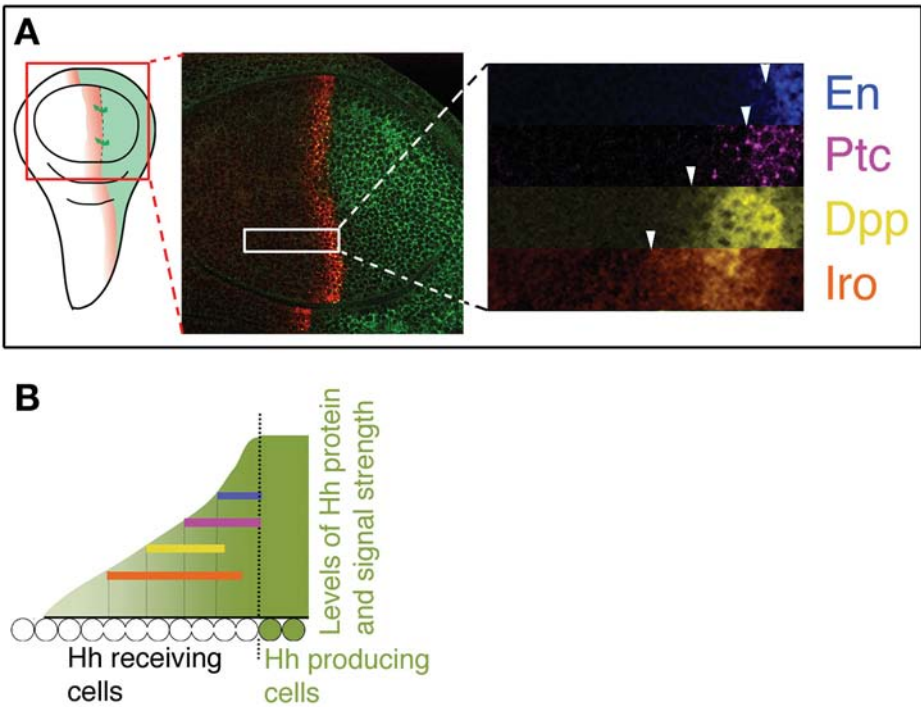 A
En
Ptc
Dpp
Iro
B
Levels of Hh protein
and signal strength
Hh receiving
cells
Hh producing
cells